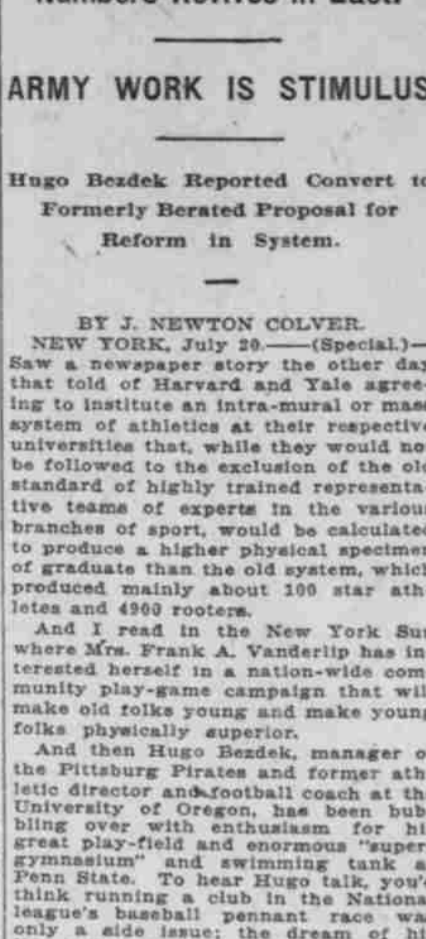 ARMY WORK IS STIMULUS
Hugo Bezdek Reported Convert to
Formerly Berated Proposal for
Reform in System.
BY J. NEWTON COLVER.
NEW YORK, July 20.—(Special.)—
Saw a newspaper story the other day
that told of Harvard and Yale agree-
ing to institute an intra-mural or mass
system of athletics at their respective
universities that, while they would not
be followed to the exclusion of the old
standard of highly trained representa-
tive teams of experts in the various
branches of sport, would be calculated
to produce a higher physical specimen
of graduate than the old system, which
produced mainly about 100 star ath-
letes and 4900 rooters.
And I read in the New York Sun
where Mrs. Frank A. Vanderlip has in-
terested herself in a nation-wide com-
munity play-game campaign that will
make old folks young and make young
folks physically superior.
And then Hugo Bezdek, manager of
the Pittsburg Pirates and former ath-
letic director and football coach at the
University of Oregon, has been bub-
bling over with enthusiasm for his
great play-field and enormous "super-
gymnasium" and swimming tank at
Penn State. To hear Hugo talk, you'd
think running a club in the National
league's baseball pennant race was
only a side issue; the dream of his